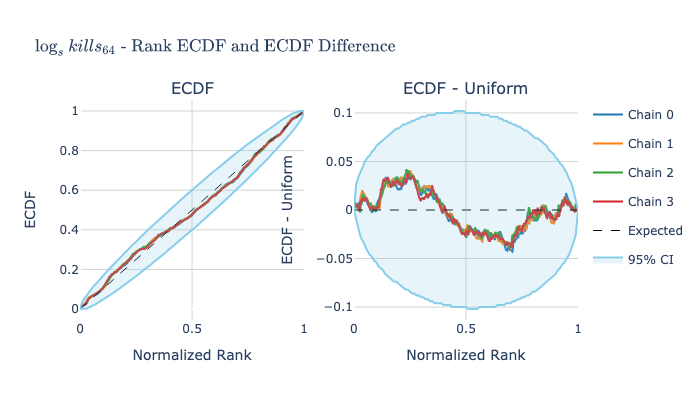 log_s kills_64 - Rank ECDF and ECDF Difference
ECDF
ECDF - Uniform
ECDF
1
0.8
0.6
0.4
0.2
0
0
0.5
1
Normalized Rank
ECDF - Uniform
0.1
0.05
0
−0.05
−0.1
0
0.5
1
Normalized Rank
Chain 0
Chain 1
Chain 2
Chain 3
Expected
95% CI